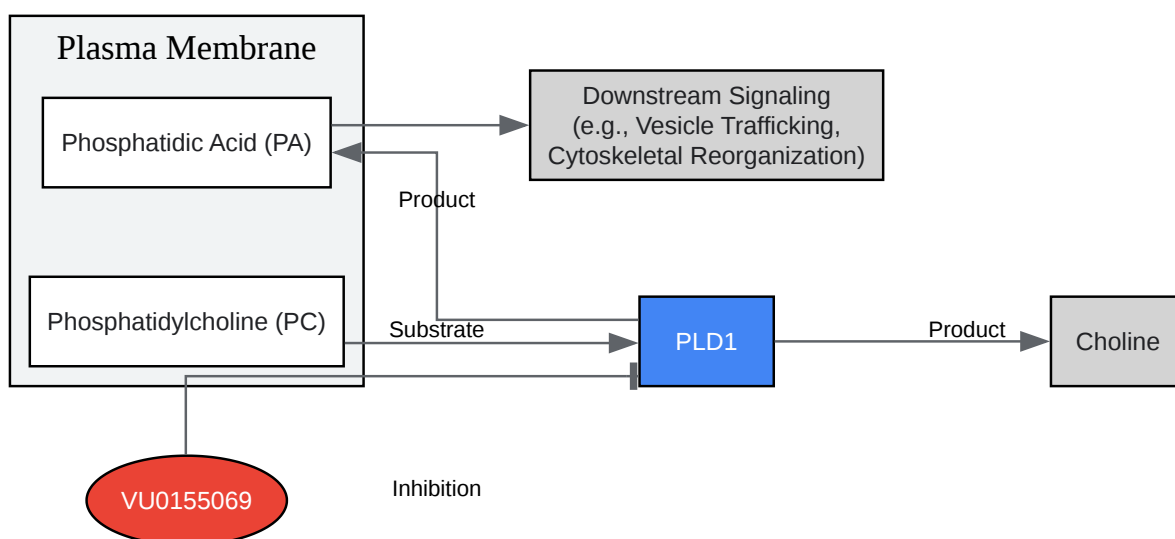 Plasma Membrane
Phosphatidic Acid (PA)
Downstream Signaling
(e.g., Vesicle Trafficking,
Cytoskeletal Reorganization)
Product
Phosphatidylcholine (PC)
Substrate
PLD1
Product
Choline
VU0155069
Inhibition